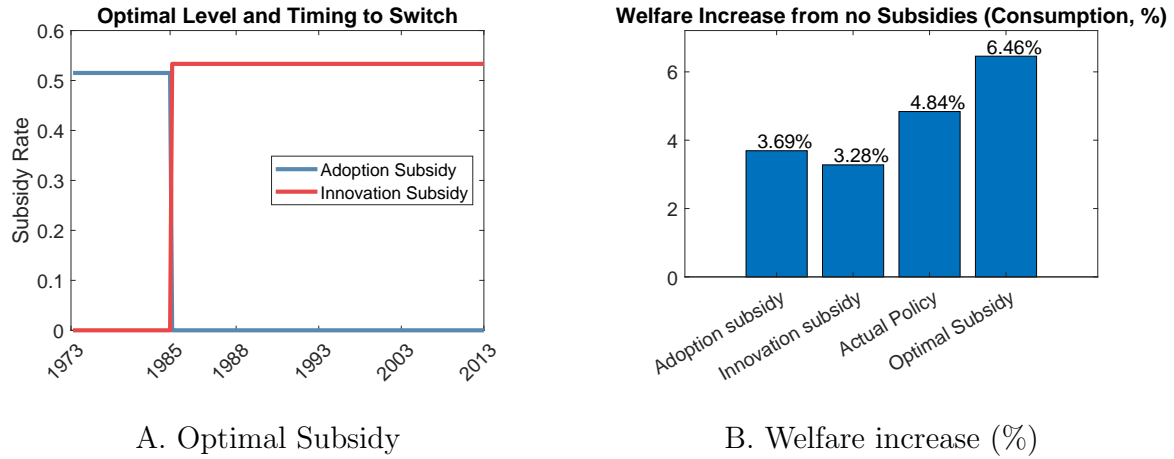 Optimal Level and Timing to Switch
Subsidy Rate
0.6
0.5
0.4
0.3
0.2
0.1
0
Adoption Subsidy
Innovation Subsidy
1973
1985
1988
1993
2003
2013
A. Optimal Subsidy
Welfare Increase from no Subsidies (Consumption, %)
6
4
2
0
3.69%
3.28%
4.84%
6.46%
Adoption subsidy
Innovation subsidy
Actual Policy
Optimal Subsidy
B. Welfare increase (%)